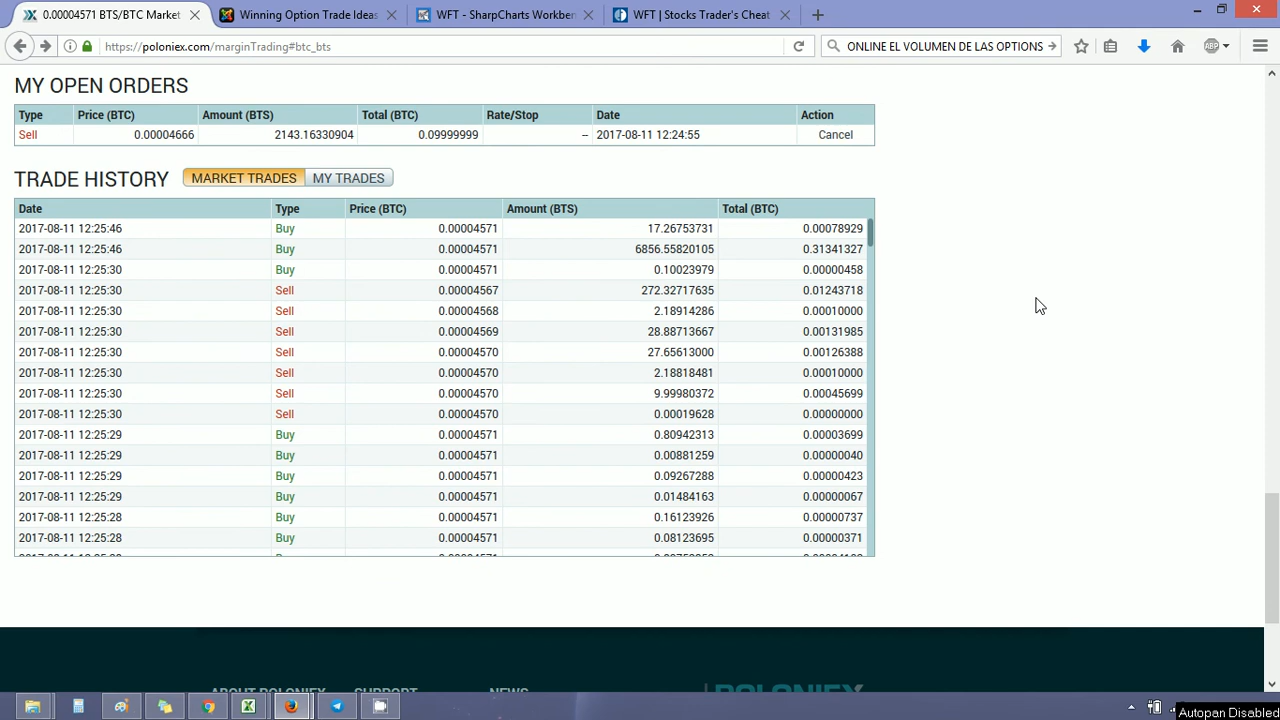 0.00004571 BTS/BTC Market
Winning Option Trade Ideas
WFT - SharpCharts Workben
WFT | Stocks Trader's Cheat
https://poloniex.com/marginTrading#btc_bts
ONLINE EL VOLUMEN DE LAS OPTIONS
ABP
MY OPEN ORDERS
Type Price (BTC) Amount (BTS) Total (BTC) Rate/Stop Date Action
Sell 0.00004666 2143.16330904 0.09999999 -- 2017-08-11 12:24:55 Cancel
TRADE HISTORY MARKET TRADES MY TRADES
Date Type Price (BTC) Amount (BTS) Total (BTC)
2017-08-11 12:25:46 Buy 0.00004571 17.26753731 0.00078929
2017-08-11 12:25:46 Buy 0.00004571 6856.55820105 0.31341327
2017-08-11 12:25:30 Buy 0.00004571 0.10023979 0.00000458
2017-08-11 12:25:30 Sell 0.00004567 272.32717635 0.01243718
2017-08-11 12:25:30 Sell 0.00004568 2.18914286 0.00010000
2017-08-11 12:25:30 Sell 0.00004569 28.88713667 0.00131985
2017-08-11 12:25:30 Sell 0.00004570 27.65613000 0.00126388
2017-08-11 12:25:30 Sell 0.00004570 2.18818481 0.00010000
2017-08-11 12:25:30 Sell 0.00004570 9.99980372 0.00045699
2017-08-11 12:25:30 Sell 0.00004570 0.00019628 0.00000000
2017-08-11 12:25:29 Buy 0.00004571 0.80942313 0.00003699
2017-08-11 12:25:29 Buy 0.00004571 0.00881259 0.00000040
2017-08-11 12:25:29 Buy 0.00004571 0.09267288 0.00000423
2017-08-11 12:25:29 Buy 0.00004571 0.01484163 0.00000067
2017-08-11 12:25:28 Buy 0.00004571 0.16123926 0.00000737
2017-08-11 12:25:28 Buy 0.00004571 0.08123695 0.00000371
ABOUT POLONIEX SUPPORT NEWS POLONIEX
Autopan Disabled